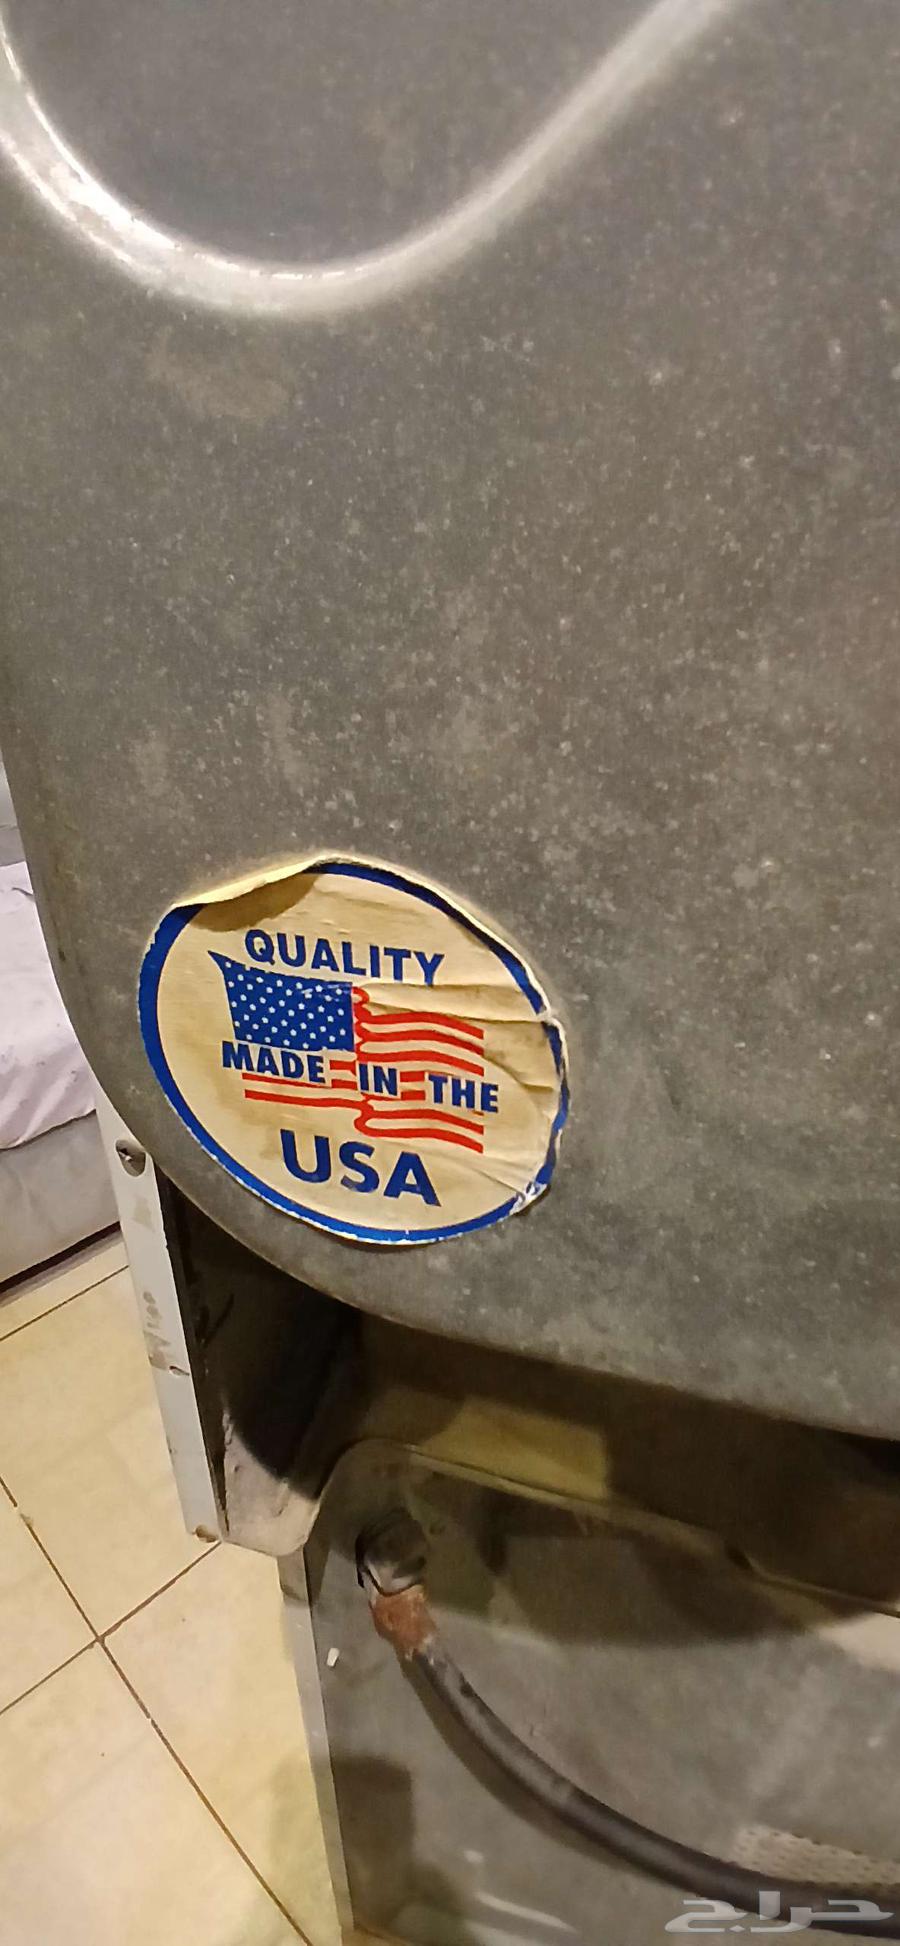 QUALITY
MADE IN THE
USA
حراج